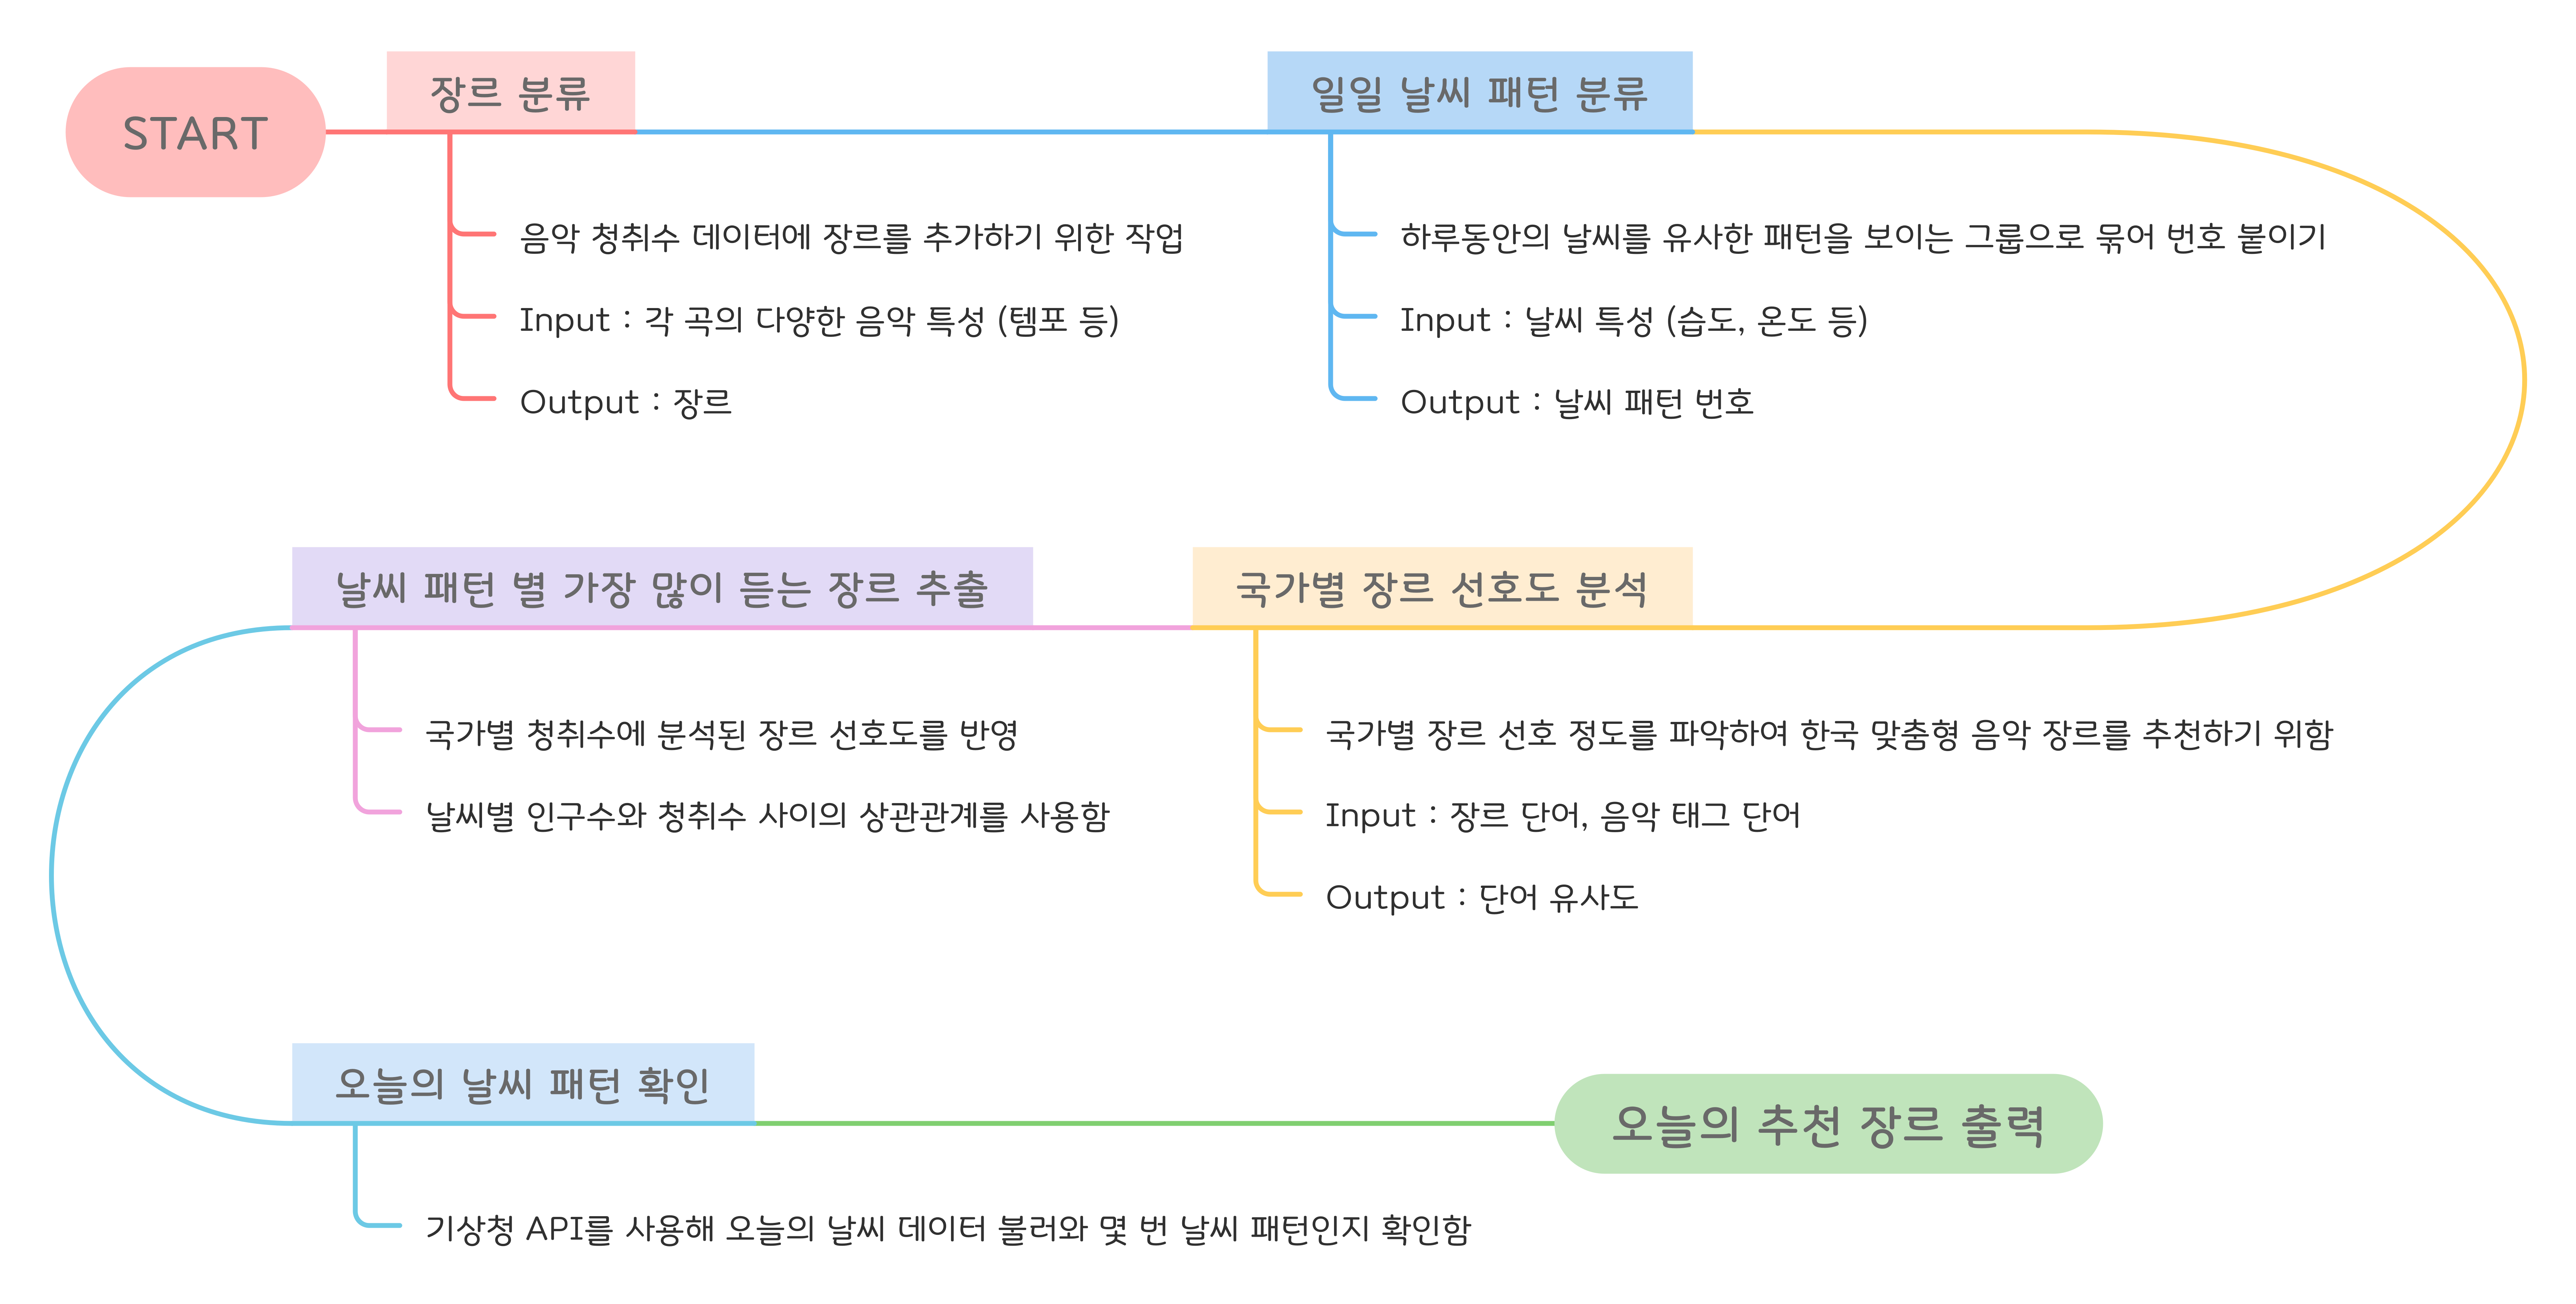 START
장르 분류
음악 청취수 데이터에 장르를 추가하기 위한 작업
Input : 각 곡의 다양한 음악 특성 (템포 등)
Output : 장르
일일 날씨 패턴 분류
하루동안의 날씨를 유사한 패턴을 보이는 그룹으로 묶어 번호 붙이기
Input : 날씨 특성 (습도, 온도 등)
Output : 날씨 패턴 번호
국가별 장르 선호도 분석
국가별 장르 선호 정도를 파악하여 한국 맞춤형 음악 장르를 추천하기 위함
Input : 장르 단어, 음악 태그 단어
Output : 단어 유사도
날씨 패턴 별 가장 많이 듣는 장르 추출
국가별 청취수에 분석된 장르 선호도를 반영
날씨별 인구수와 청취수 사이의 상관관계를 사용함
오늘의 날씨 패턴 확인
기상청 API를 사용해 오늘의 날씨 데이터 불러와 몇 번 날씨 패턴인지 확인함
오늘의 추천 장르 출력